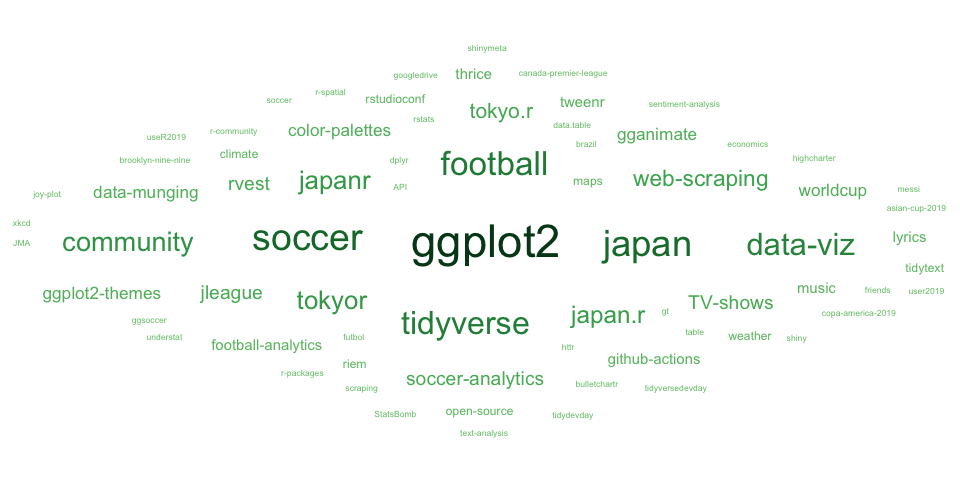 shinymeta
googledrive thrice canada-premier-league
r-spatial
soccer rstudioconf tokyo.r tweenr sentiment-analysis
rstats data.table
useR2019 r-community color-palettes gganimate
brazil economics
brooklyn-nine-nine climate dplyr football highcharter
joy-plot data-munging rvest japanr API maps web-scraping worldcup messi
asian-cup-2019
xkcd
JMA community soccer ggplot2 japan data-viz lyrics
tidytext
ggplot2-themes jleague tokyor TV-shows music friends user2019
ggsoccer tidyverse japan.r gt copa-america-2019
understat football-analytics futbol httr table weather shiny
r-packages riem github-actions
scraping soccer-analytics bulletchartr tidyversedevday
StatsBomb open-source tidydevday
text-analysis